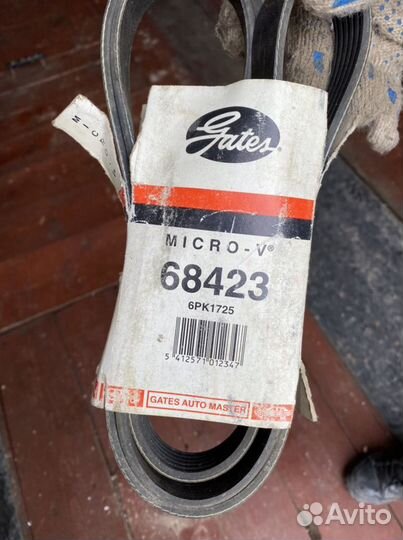 Gates
MICRO-V®
68423
6PK1725
5 412571 012347
GATES AUTO MASTER
Avito